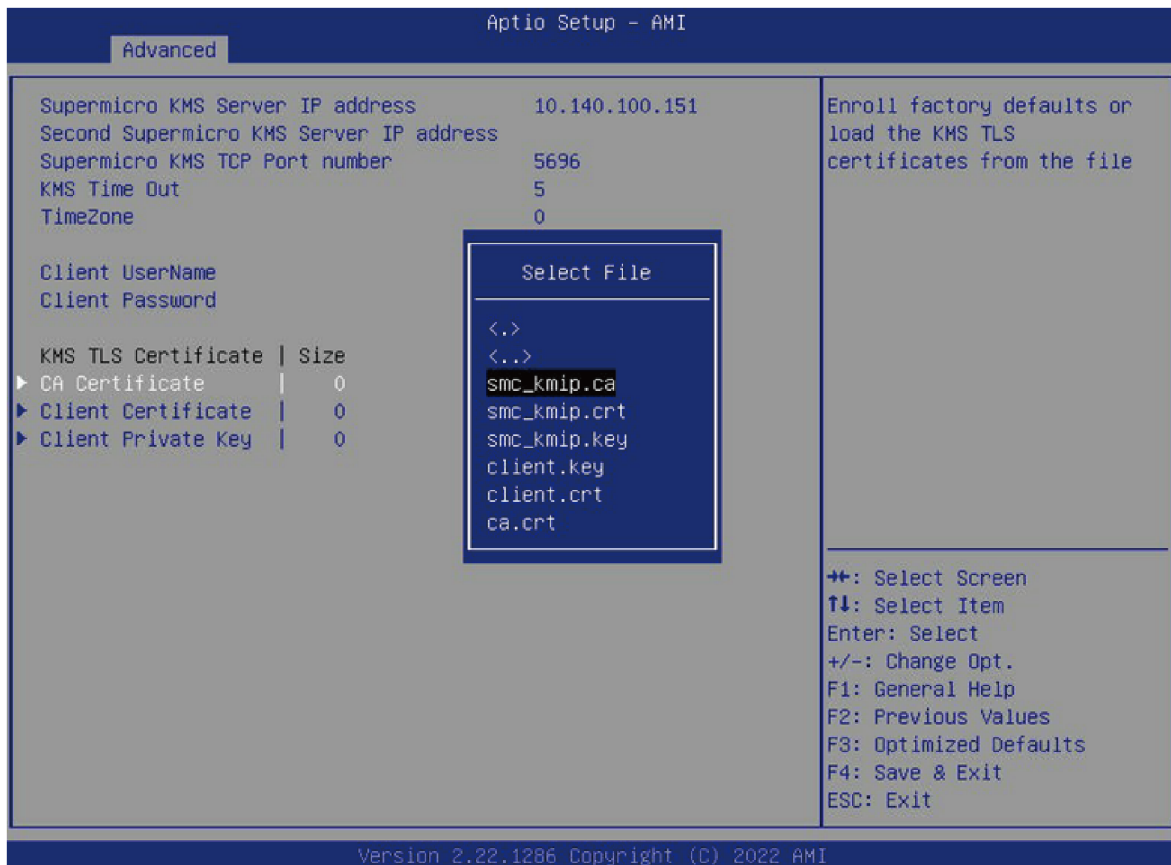 Aptio Setup – AMI
Advanced
Supermicro KMS Server IP address 10.140.100.151
Second Supermicro KMS Server IP address
Supermicro KMS TCP Port number 5696
KMS Time Out 5
TimeZone 0
Client UserName
Client Password
KMS TLS Certificate | Size
▶ CA Certificate | 0
▶ Client Certificate | 0
▶ Client Private Key | 0
Select File
<.>
<..>
smc_kmip.ca
smc_kmip.crt
smc_kmip.key
client.key
client.crt
ca.crt
Enroll factory defaults or
load the KMS TLS
certificates from the file
→←: Select Screen
↑↓: Select Item
Enter: Select
+/-: Change Opt.
F1: General Help
F2: Previous Values
F3: Optimized Defaults
F4: Save & Exit
ESC: Exit
Version 2.22.1286 Copyright (C) 2022 AMI